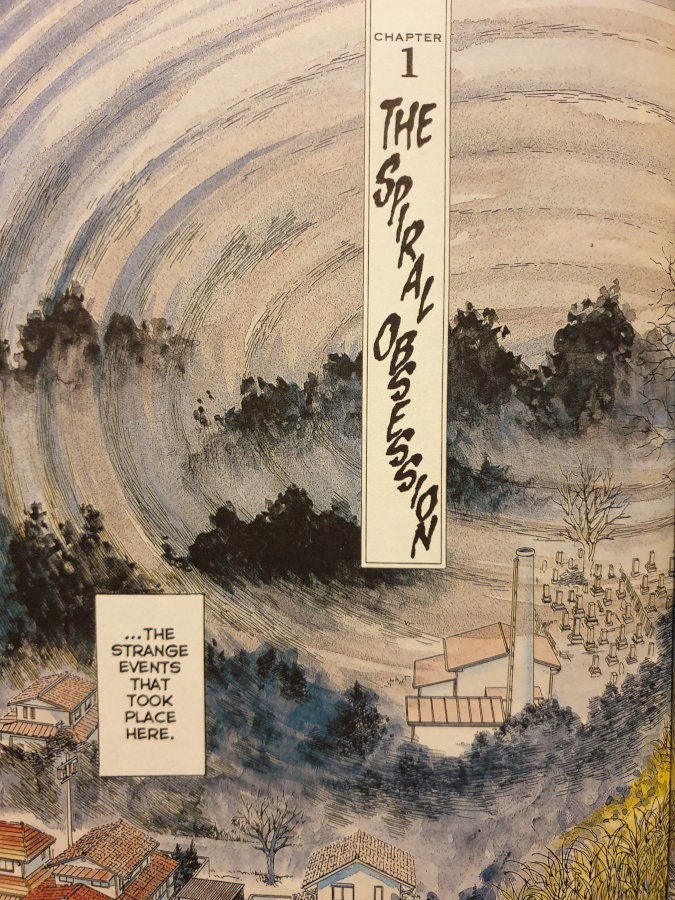 CHAPTER
1
THE
SPIRAL
OBSESSION
...THE
STRANGE
EVENTS
THAT
TOOK
PLACE
HERE.